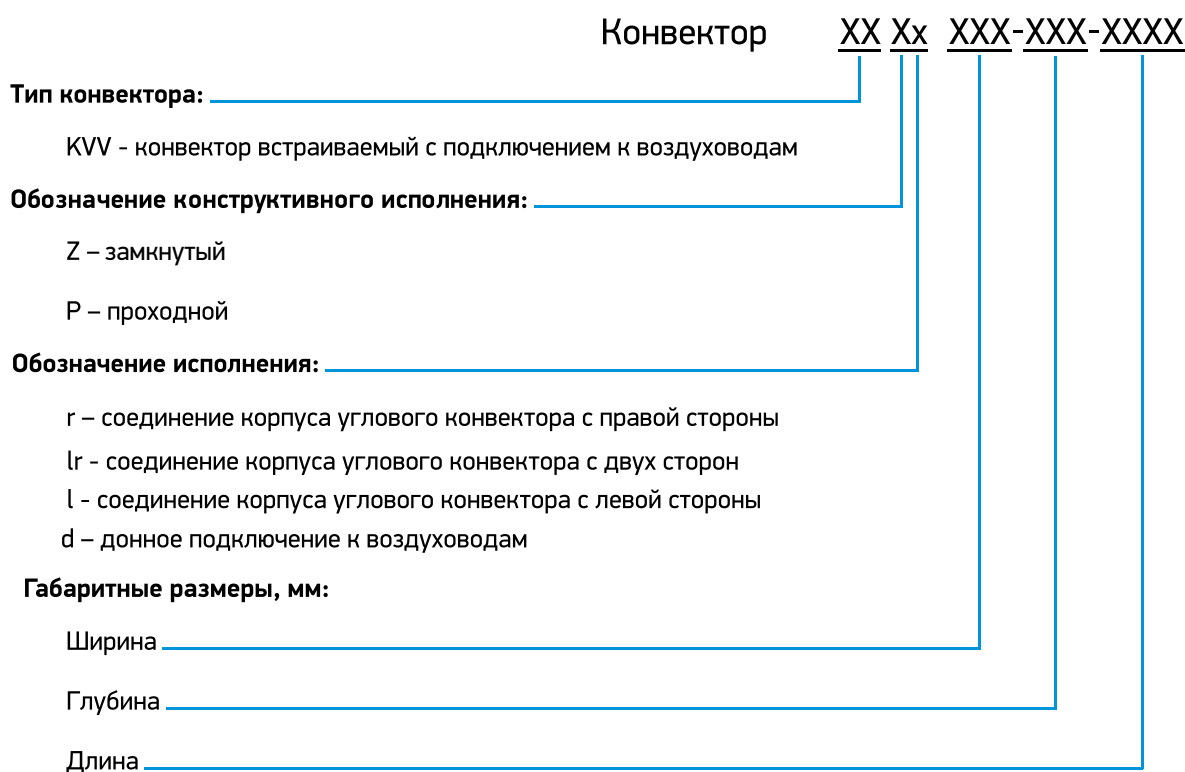 Конвектор XX Xx XXX-XXX-XXXX
Тип конвектора:
KVV - конвектор встраиваемый с подключением к воздуховодам
Обозначение конструктивного исполнения:
Z – замкнутый
P – проходной
Обозначение исполнения:
r – соединение корпуса углового конвектора с правой стороны
lr - соединение корпуса углового конвектора с двух сторон
l - соединение корпуса углового конвектора с левой стороны
d – донное подключение к воздуховодам
Габаритные размеры, мм:
Ширина
Глубина
Длина